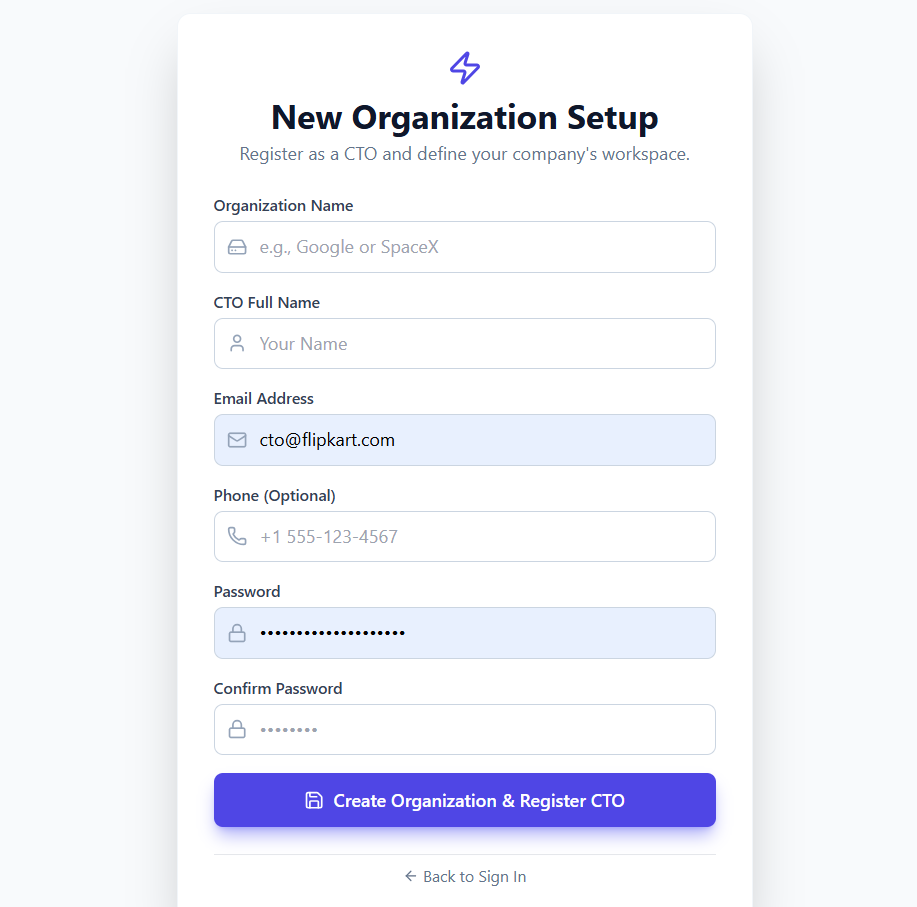 New Organization Setup
Register as a CTO and define your company's workspace.
Organization Name
e.g., Google or SpaceX
CTO Full Name
Your Name
Email Address
cto@flipkart.com
Phone (Optional)
+1 555-123-4567
Password
••••••••••••••••••••
Confirm Password
••••••••
Create Organization & Register CTO
← Back to Sign In